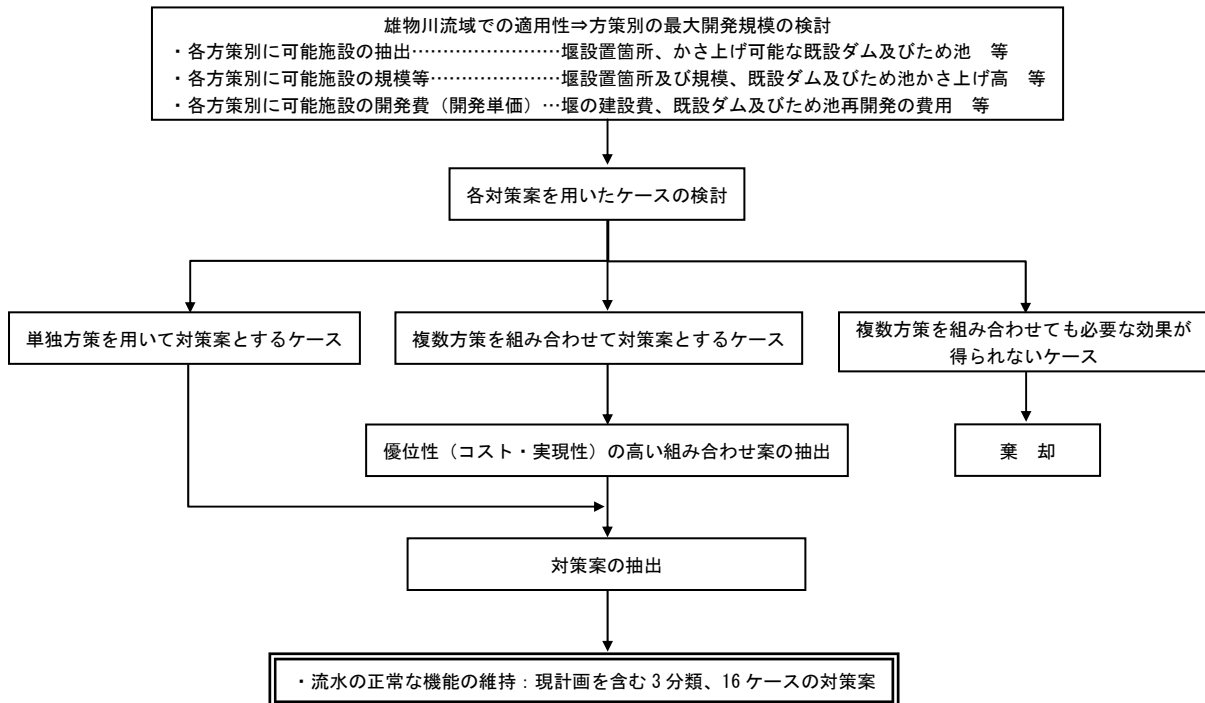 雄物川流域での適用性⇒方策別の最大開発規模の検討
・各方策別に可能施設の抽出……………………堰設置箇所、かさ上げ可能な既設ダム及びため池　等
・各方策別に可能施設の規模等…………………堰設置箇所及び規模、既設ダム及びため池かさ上げ高　等
・各方策別に可能施設の開発費（開発単価）…堰の建設費、既設ダム及びため池再開発の費用　等
各対策案を用いたケースの検討
単独方策を用いて対策案とするケース
複数方策を組み合わせて対策案とするケース
複数方策を組み合わせても必要な効果が
得られないケース
優位性（コスト・実現性）の高い組み合わせ案の抽出
棄　却
対策案の抽出
・流水の正常な機能の維持：現計画を含む 3 分類、16 ケースの対策案